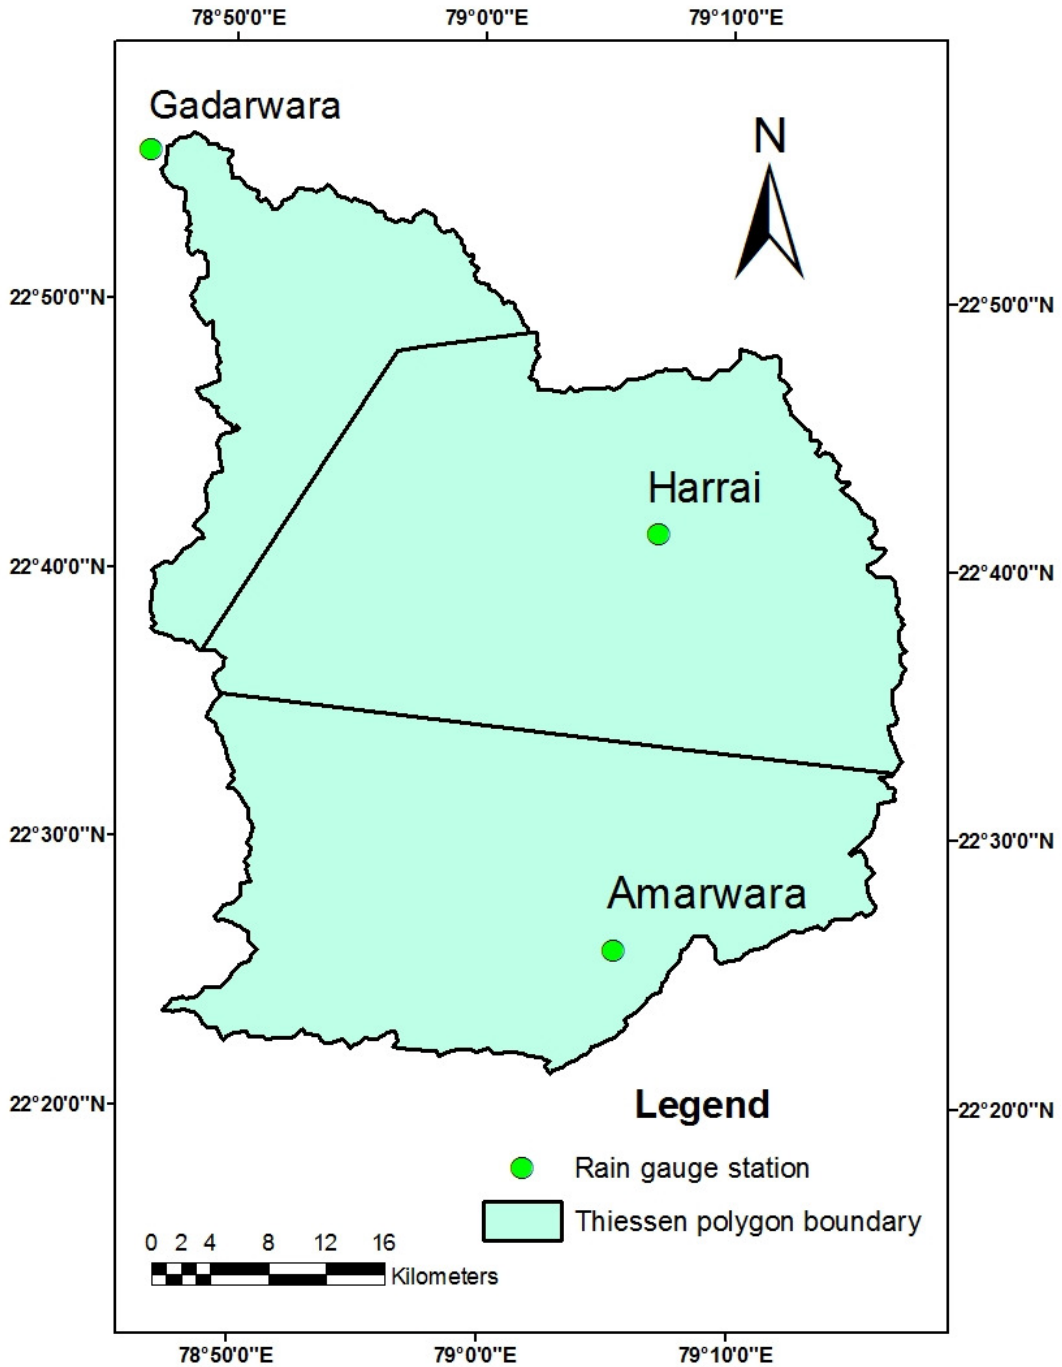 78°50'0"E 79°0'0"E 79°10'0"E
Gadarwara
N
22°50'0"N
22°50'0"N
Harrai
22°40'0"N
22°40'0"N
22°30'0"N
22°30'0"N
Amarwara
22°20'0"N
22°20'0"N
Legend
Rain gauge station
Thiessen polygon boundary
0 2 4 8 12 16
Kilometers
78°50'0"E 79°0'0"E 79°10'0"E